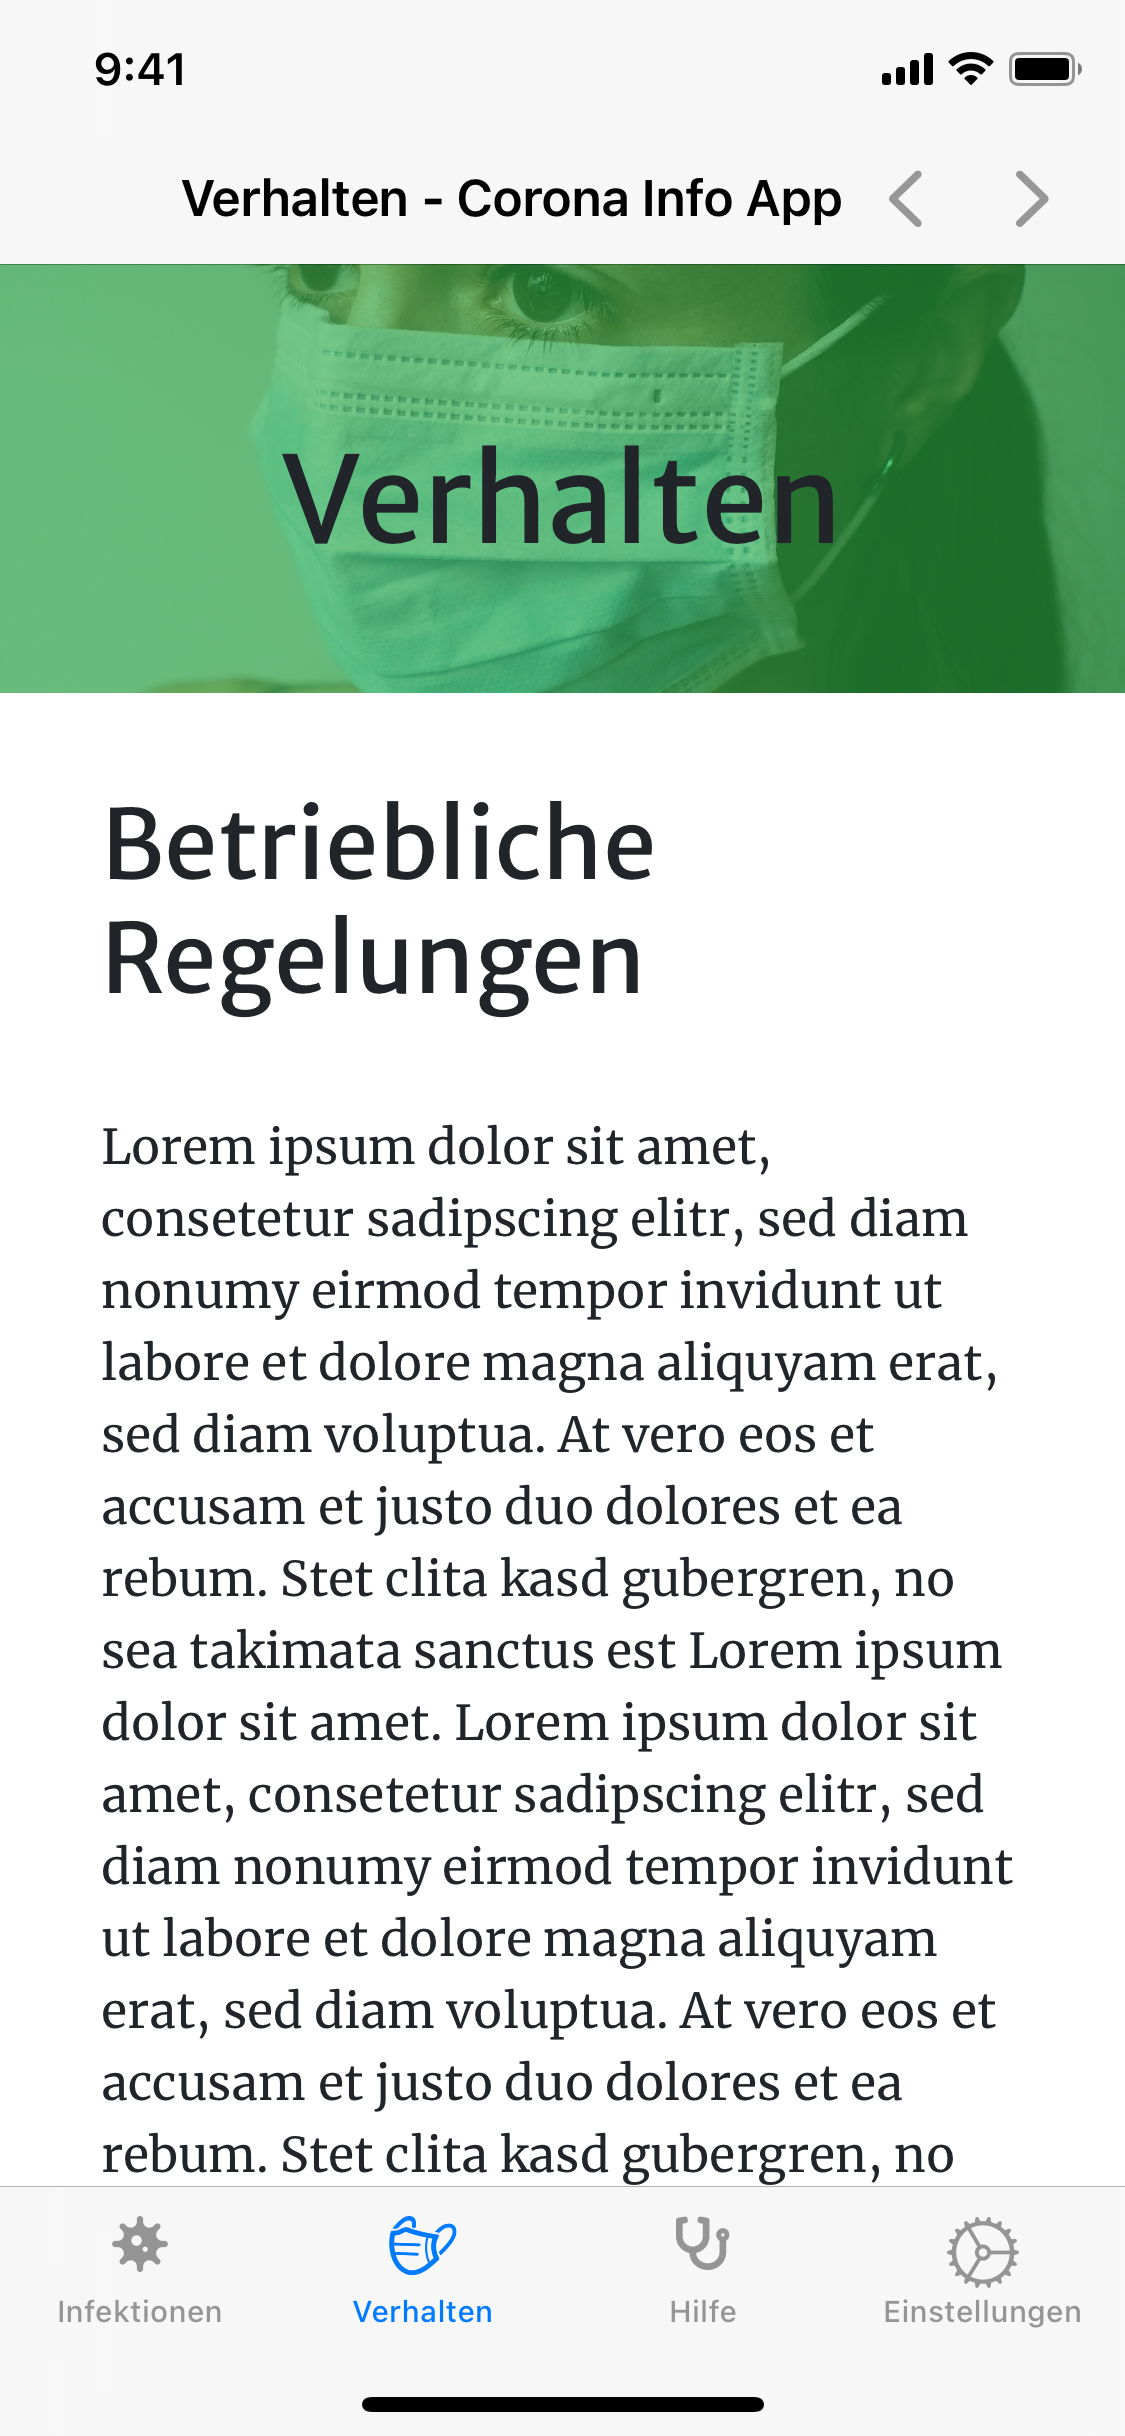 9:41
Verhalten - Corona Info App
Verhalten
Betriebliche
Regelungen
Lorem ipsum dolor sit amet,
consetetur sadipscing elitr, sed diam
nonumy eirmod tempor invidunt ut
labore et dolore magna aliquyam erat,
sed diam voluptua. At vero eos et
accusam et justo duo dolores et ea
rebum. Stet clita kasd gubergren, no
sea takimata sanctus est Lorem ipsum
dolor sit amet. Lorem ipsum dolor sit
amet, consetetur sadipscing elitr, sed
diam nonumy eirmod tempor invidunt
ut labore et dolore magna aliquyam
erat, sed diam voluptua. At vero eos et
accusam et justo duo dolores et ea
rebum. Stet clita kasd gubergren, no
Infektionen
Verhalten
Hilfe
Einstellungen